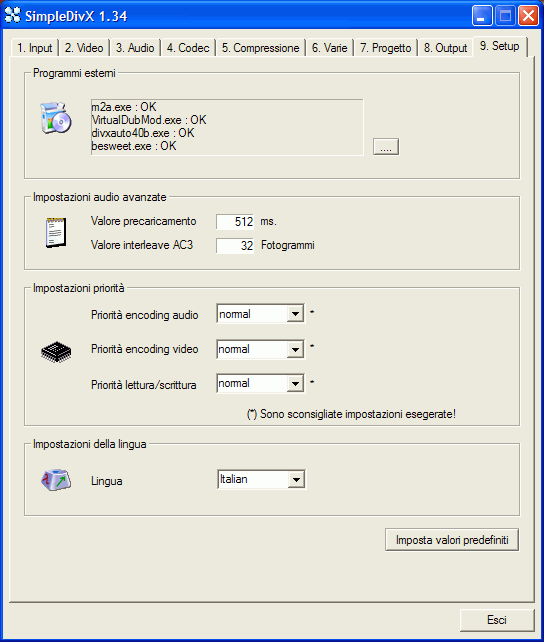 SimpleDivX 1.34
1. Input 2. Video 3. Audio 4. Codec 5. Compressione 6. Varie 7. Progetto 8. Output 9. Setup
Programmi esterni
m2a.exe : OK
VirtualDubMod.exe : OK
divxauto40b.exe : OK
besweet.exe : OK
....
Impostazioni audio avanzate
Valore precaricamento 512 ms.
Valore interleave AC3 32 Fotogrammi
Impostazioni priorità
Priorità encoding audio normal *
Priorità encoding video normal *
Priorità lettura/scrittura normal *
(*) Sono sconsigliate impostazioni esegerate!
Impostazioni della lingua
Lingua Italian
Imposta valori predefiniti
Esci